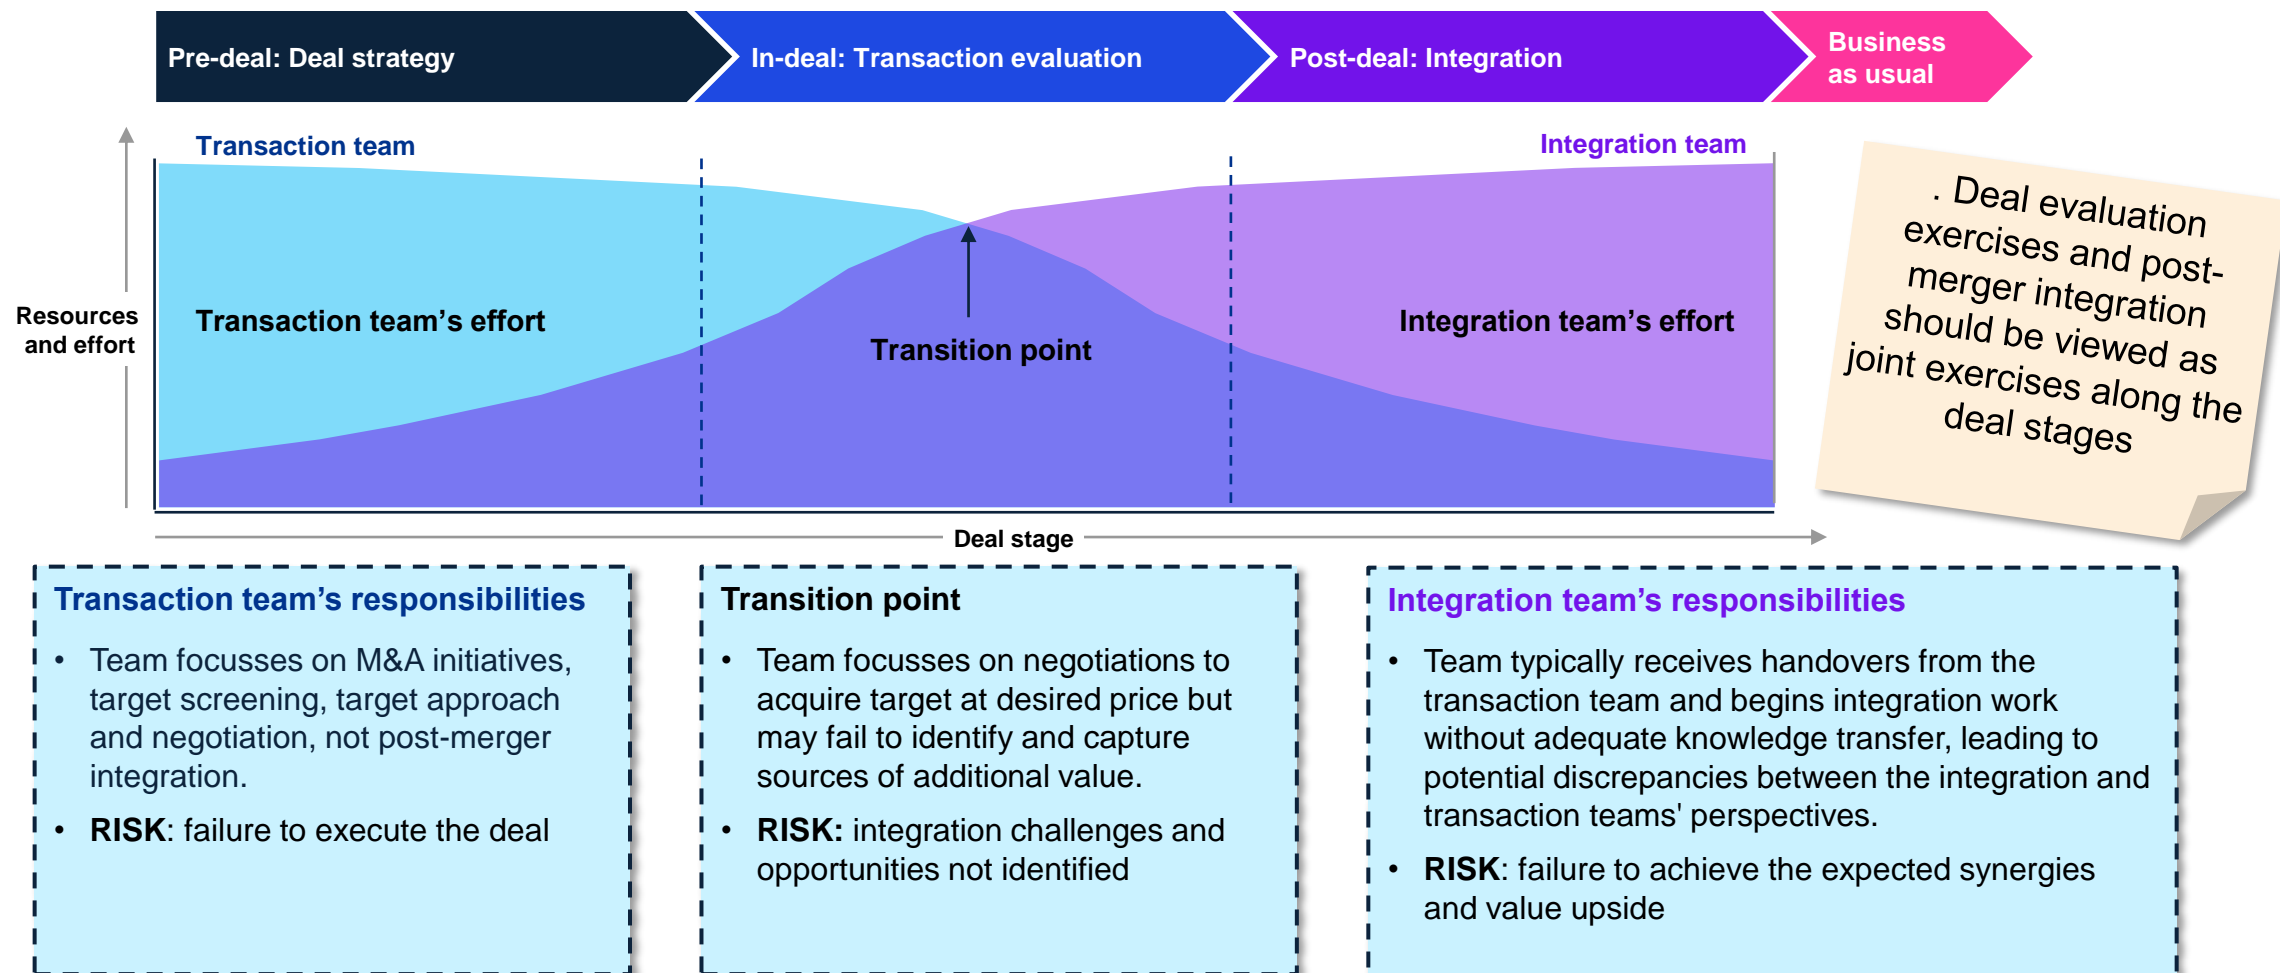 Pre-deal: Deal strategy
In-deal: Transaction evaluation
Post-deal: Integration
Business
as usual
Transaction team
Integration team
Resources
and effort
Transaction team’s effort
Transition point
Integration team’s effort
Deal stage
. Deal evaluation
exercises and post-
merger integration
should be viewed as
joint exercises along the
deal stages
Transaction team’s responsibilities
• Team focusses on M&A initiatives,
target screening, target approach
and negotiation, not post-merger
integration.
• RISK: failure to execute the deal
Transition point
• Team focusses on negotiations to
acquire target at desired price but
may fail to identify and capture
sources of additional value.
• RISK: integration challenges and
opportunities not identified
Integration team’s responsibilities
• Team typically receives handovers from the
transaction team and begins integration work
without adequate knowledge transfer, leading to
potential discrepancies between the integration and
transaction teams' perspectives.
• RISK: failure to achieve the expected synergies
and value upside